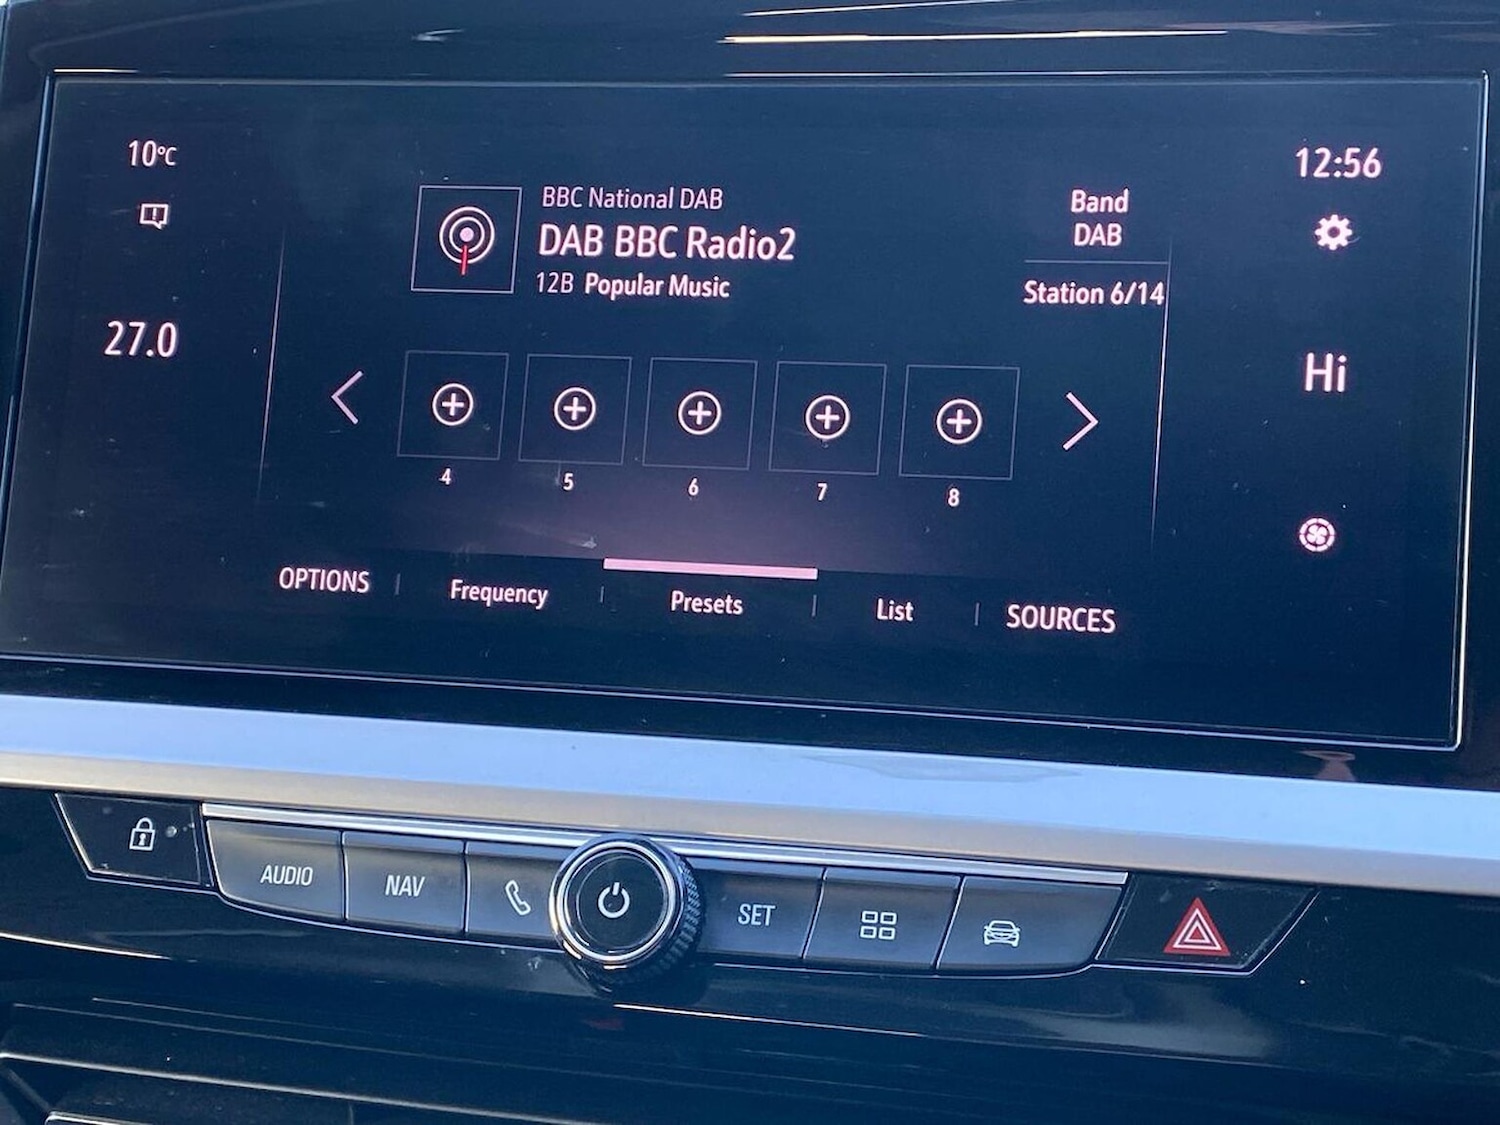 10°C
12:56
BBC National DAB
DAB BBC Radio2
12B Popular Music
Band
DAB
Station 6/14
27.0
Hi
4 5 6 7 8
OPTIONS Frequency Presets List SOURCES
AUDIO NAV SET